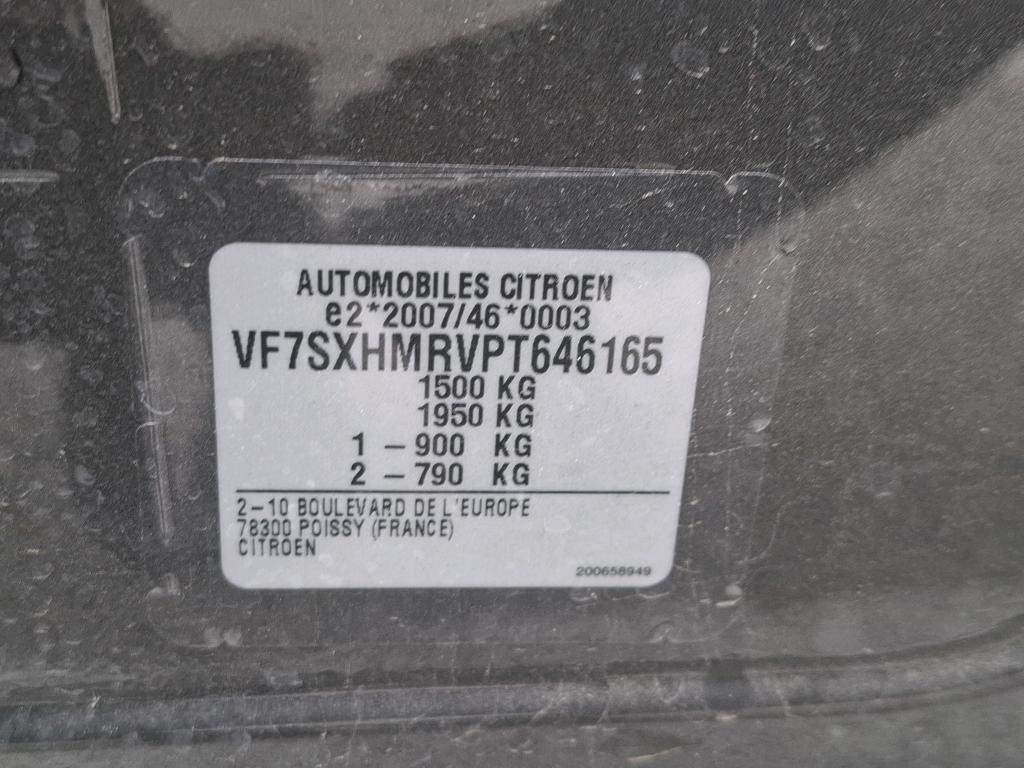 AUTOMOBILES CITROEN
e2*2007/46*0003
VF7SXHMRVPT646165
1500 KG
1950 KG
1 – 900 KG
2 – 790 KG
2–10 BOULEVARD DE L'EUROPE
78300 POISSY (FRANCE)
CITROEN
200658949